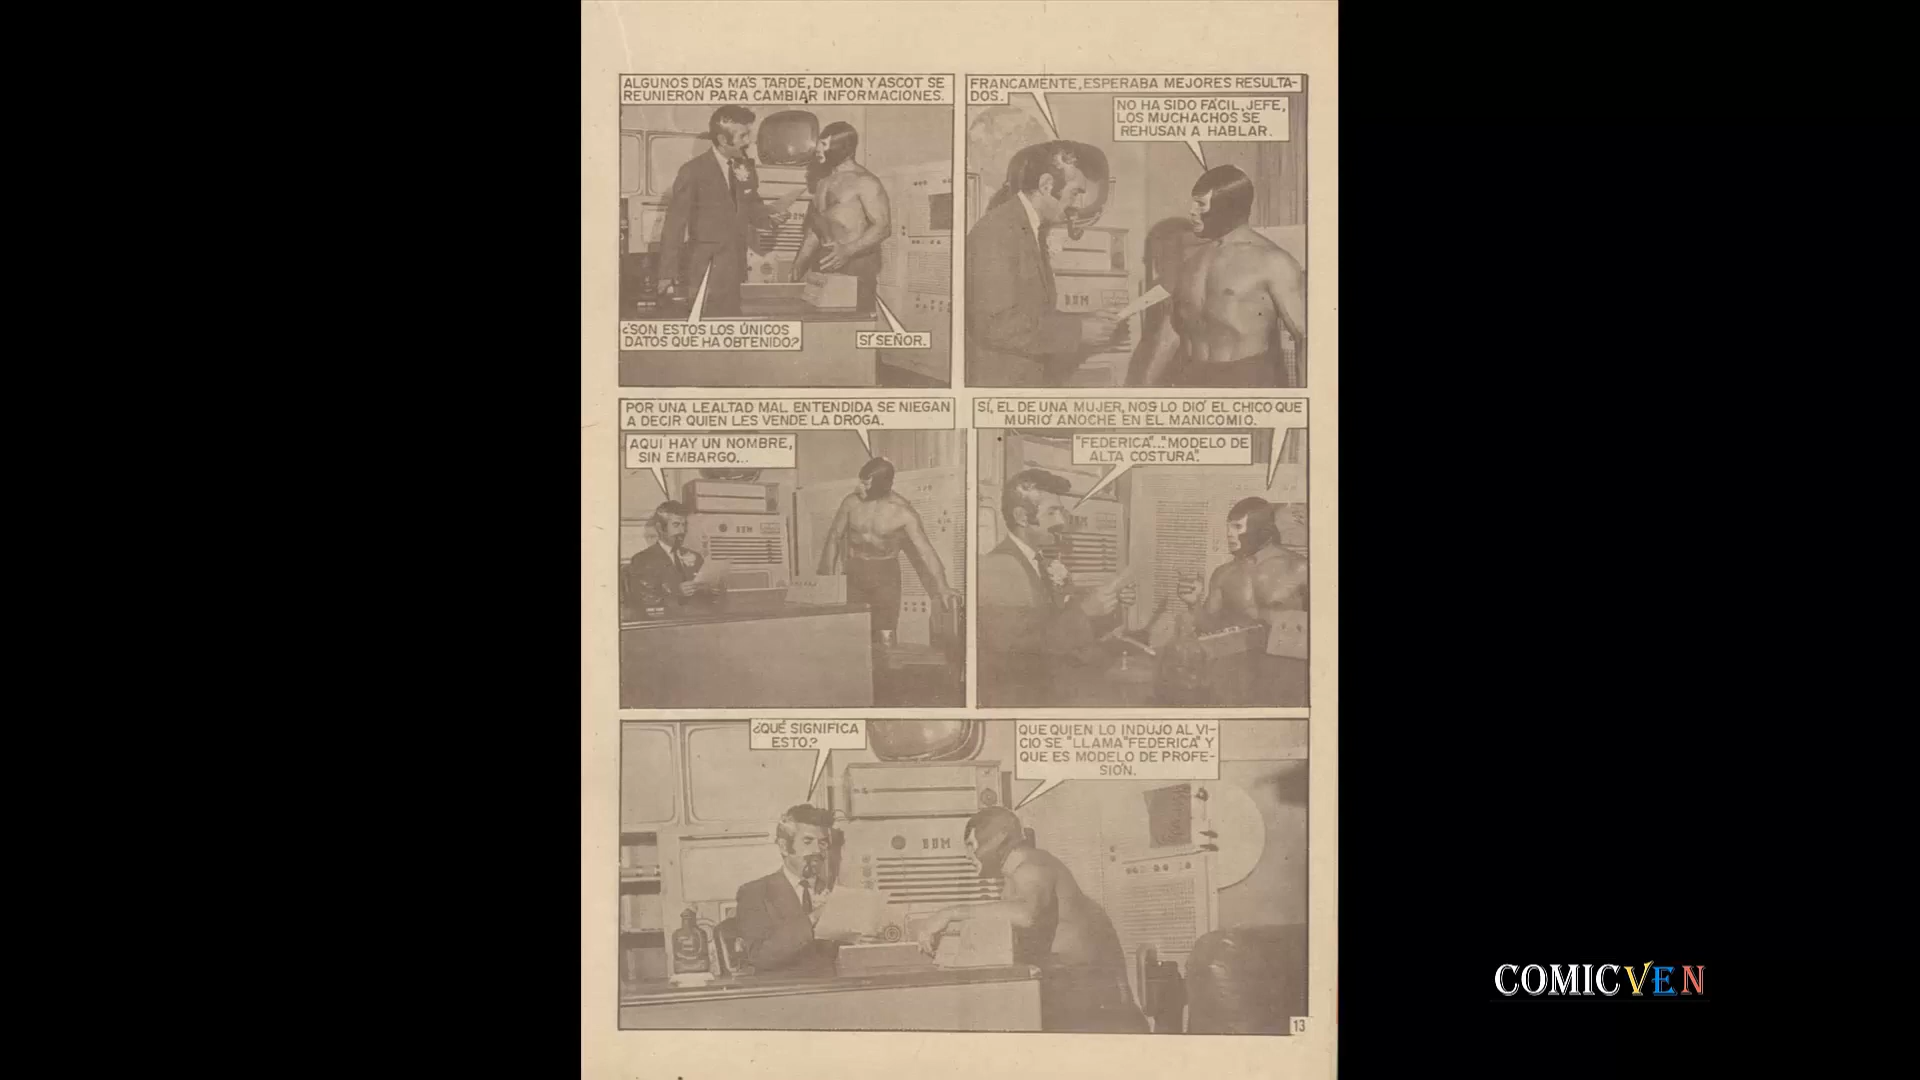 ALGUNOS DÍAS MÁS TARDE, DEMON Y ASCOT SE
REUNIERON PARA CAMBIAR INFORMACIONES.
¿SON ESTOS LOS ÚNICOS
DATOS QUE HA OBTENIDO?
SÍ SEÑOR.
FRANCAMENTE, ESPERABA MEJORES RESULTA-
DOS.
NO HA SIDO FÁCIL, JEFE,
LOS MUCHACHOS SE
REHUSAN A HABLAR.
POR UNA LEALTAD MAL ENTENDIDA SE NIEGAN
A DECIR QUIEN LES VENDE LA DROGA.
AQUÍ HAY UN NOMBRE,
SIN EMBARGO...
SÍ, EL DE UNA MUJER, NOS LO DIÓ EL CHICO QUE
MURIÓ ANOCHE EN EL MANICOMIO.
"FEDERICA"... "MODELO DE
ALTA COSTURA".
¿QUÉ SIGNIFICA
ESTO?
QUE QUIEN LO INDUJO AL VI-
CIO SE "LLAMA "FEDERICA" Y
QUE ES MODELO DE PROFE-
SIÓN.
BBM
13
COMICVEN